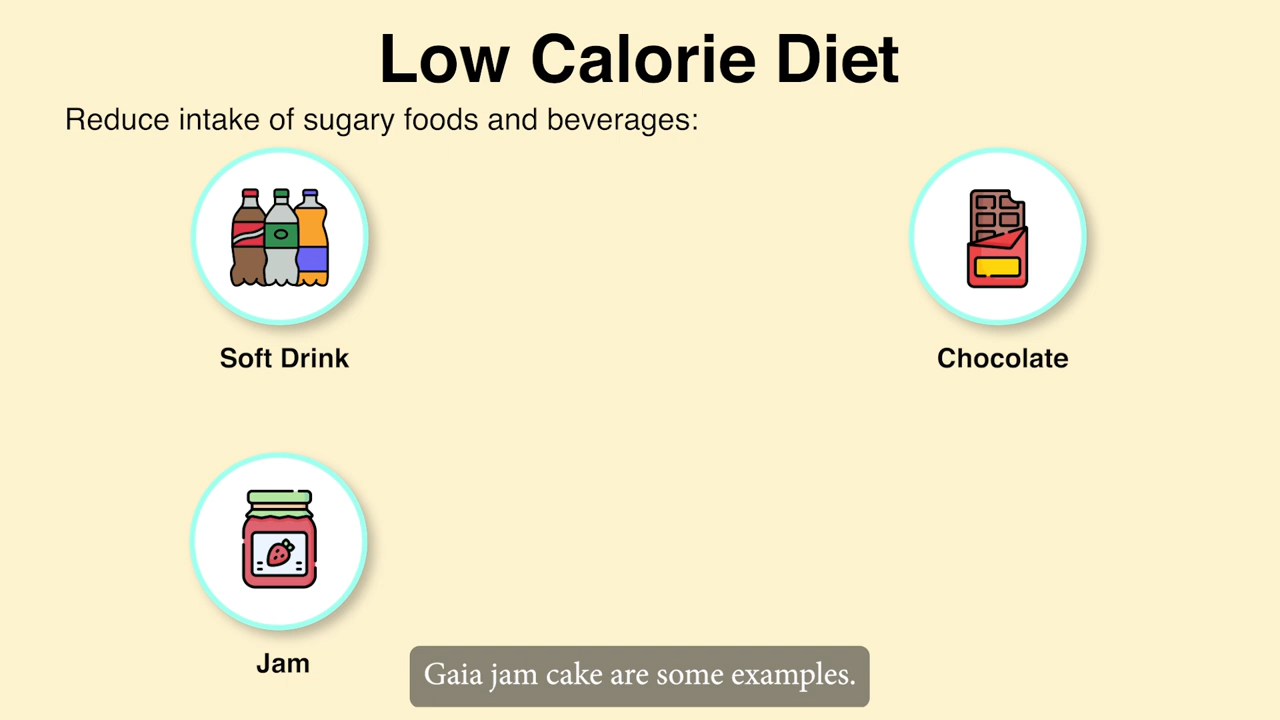 Low Calorie Diet
Reduce intake of sugary foods and beverages:
Soft Drink
Chocolate
Jam
Gaia jam cake are some examples.